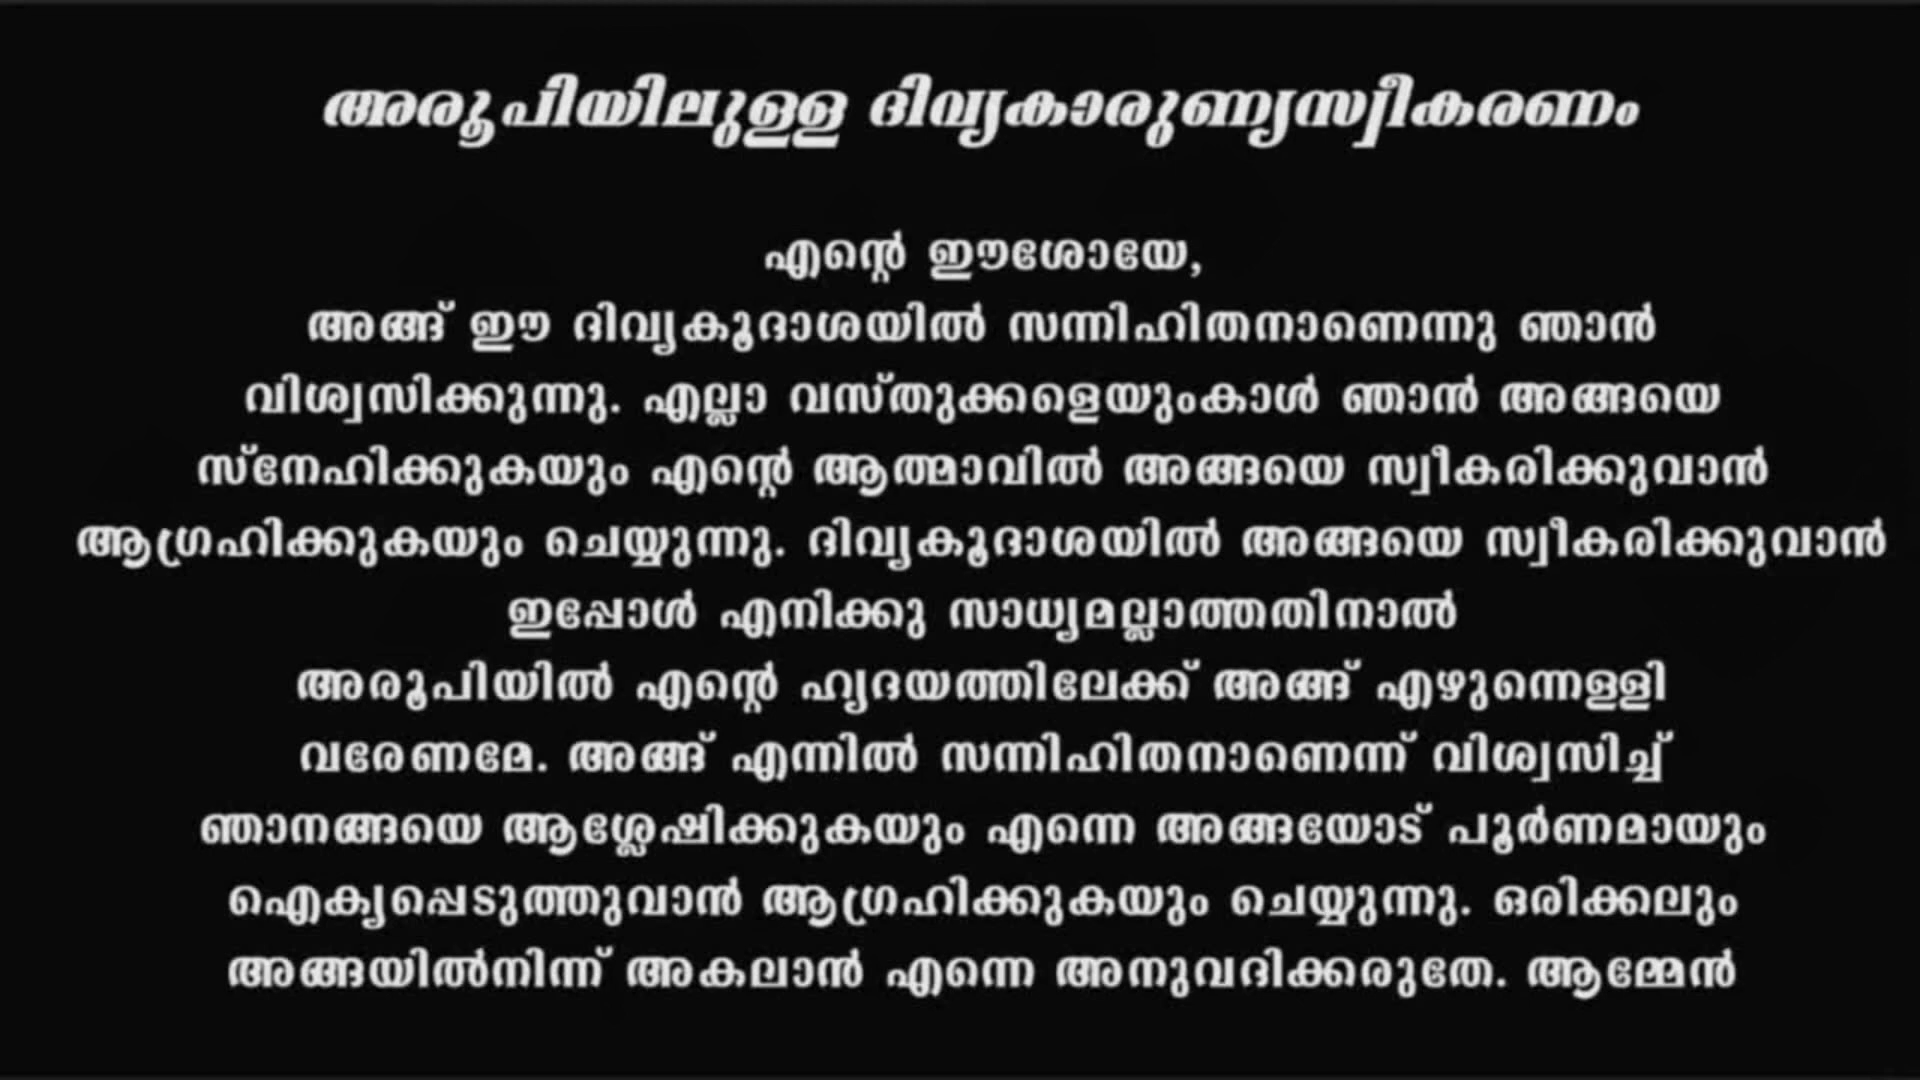 അരൂപിയിലുള്ള ദിവ്യകാരുണ്യസ്വീകരണം
എന്റെ ഈശോയേ,
അങ്ങ് ഈ ദിവ്യകൂദാശയിൽ സന്നിഹിതനാണെന്നു ഞാൻ
വിശ്വസിക്കുന്നു. എല്ലാ വസ്തുക്കളെയുംകാൾ ഞാൻ അങ്ങയെ
സ്നേഹിക്കുകയും എന്റെ ആത്മാവിൽ അങ്ങയെ സ്വീകരിക്കുവാൻ
ആഗ്രഹിക്കുകയും ചെയ്യുന്നു. ദിവ്യകൂദാശയിൽ അങ്ങയെ സ്വീകരിക്കുവാൻ
ഇപ്പോൾ എനിക്കു സാധ്യമല്ലാത്തതിനാൽ
അരൂപിയിൽ എന്റെ ഹൃദയത്തിലേക്ക് അങ്ങ് എഴുന്നെള്ളി
വരേണമേ. അങ്ങ് എന്നിൽ സന്നിഹിതനാണെന്ന് വിശ്വസിച്ച്
ഞാനങ്ങയെ ആശ്ലേഷിക്കുകയും എന്നെ അങ്ങയോട് പൂർണമായും
ഐക്യപ്പെടുത്തുവാൻ ആഗ്രഹിക്കുകയും ചെയ്യുന്നു. ഒരിക്കലും
അങ്ങയിൽനിന്ന് അകലാൻ എന്നെ അനുവദിക്കരുതേ. ആമ്മേൻ